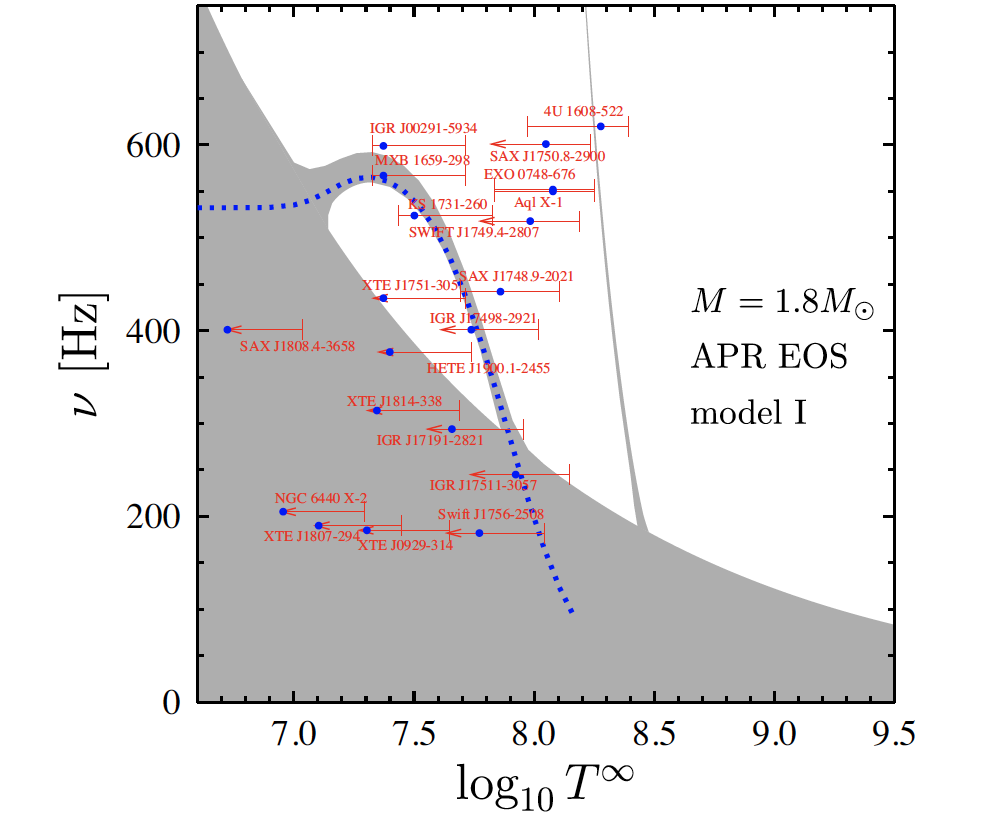 4U 1608-522
IGR J00291-5934
600
SAX J1750.8-2900
MXB 1659-298
EXO 0748-676
KS 1731-260
Aql X-1
SWIFT J1749.4-2807
SAX J1748.9-2021
XTE J1751-305
M = 1.8M⊙
IGR J17498-2921
ν [Hz]
400
SAX J1808.4-3658
APR EOS
HETE J1900.1-2455
XTE J1814-338
model I
IGR J17191-2821
IGR J17511-3057
NGC 6440 X-2
200
Swift J1756-2508
XTE J1807-294
XTE J0929-314
0
7.0 7.5 8.0 8.5 9.0 9.5
log₁₀ T^∞